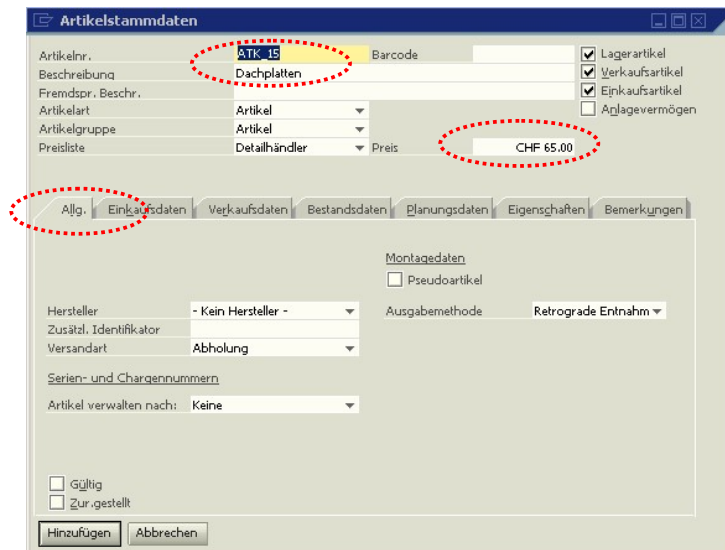 Artikelstammdaten
Artikelnr. ATK_15 Barcode Lagerartikel
Beschreibung Dachplatten Verkaufsartikel
Fremdspr. Beschr. Einkaufsartikel
Artikelart Artikel Anlagevermögen
Artikelgruppe Artikel
Preisliste Detailhändler Preis CHF 65.00
Allg. Einkaufsdaten Verkaufsdaten Bestandsdaten Planungsdaten Eigenschaften Bemerkungen
Montagedaten
Pseudoartikel
Hersteller - Kein Hersteller - Ausgabemethode Retrograde Entnahm
Zusätzl. Identifikator
Versandart Abholung
Serien- und Chargennummern
Artikel verwalten nach: Keine
Gültig
Zur.gestellt
Hinzufügen Abbrechen